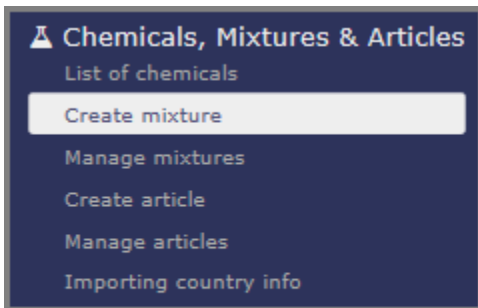 Chemicals, Mixtures & Articles
List of chemicals
Create mixture
Manage mixtures
Create article
Manage articles
Importing country info